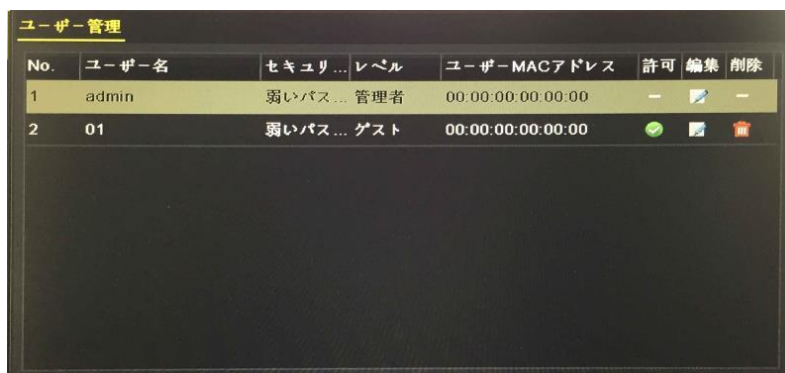 ユーザー管理
No. ユーザー名 セキュリ... レベル ユーザーMACアドレス 許可 編集 削除
1 admin 弱いパス... 管理者 00:00:00:00:00:00
2 01 弱いパス... ゲスト 00:00:00:00:00:00